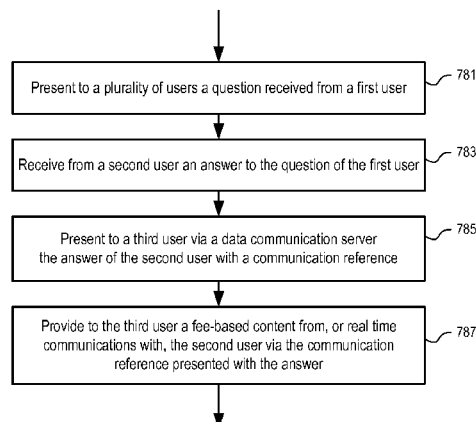 Present to a plurality of users a question received from a first user
781
Receive from a second user an answer to the question of the first user
783
Present to a third user via a data communication server
the answer of the second user with a communication reference
785
Provide to the third user a fee-based content from, or real time
communications with, the second user via the communication
reference presented with the answer
787